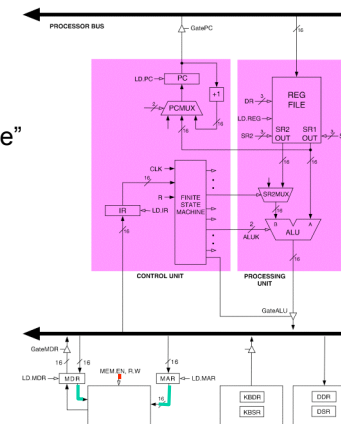 PROCESSOR BUS
GatePC
16
LD.PC
PC
+1
2
PCMUX
16
16
REG
FILE
DR
3
LD.REG
SR2
3
SR2
OUT
SR1
OUT
3
e”
CLK
16
R
FINITE
STATE
MACHINE
IR
LD.IR
16
16
16
SR2MUX
16
2
ALUK
B
A
ALU
16
CONTROL UNIT
PROCESSING
UNIT
GateALU
GateMDR
16
16
MEM.EN, R.W
16
LD.MDR
MDR
MAR
LD.MAR
16
KBDR
KBSR
DDR
DSR